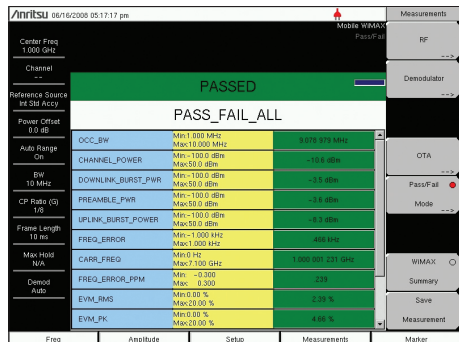 Anritsu 06/16/2008 05:17:17 pm
Mobile WiMAX
Pass/Fail
Center Freq
1.000 GHz
Channel
--
Reference Source
Int Std Accy
Power Offset
0.0 dB
Auto Range
On
BW
10 MHz
CP Ratio (G)
1/8
Frame Length
10 ms
Max Hold
N/A
Demod
Auto
PASSED
PASS_FAIL_ALL
OCC_BW Min:1.000 MHz Max:10.000 MHz 9.078 979 MHz
CHANNEL_POWER Min:-100.0 dBm Max:50.0 dBm -10.6 dBm
DOWNLINK_BURST_PWR Min:-100.0 dBm Max:50.0 dBm -3.5 dBm
PREAMBLE_PWR Min:-100.0 dBm Max:50.0 dBm -3.6 dBm
UPLINK_BURST_POWER Min:-100.0 dBm Max:50.0 dBm
FREQ_ERROR Min:-1.000 kHz Max:1.000 kHz
CARR_FREQ Min:0 Hz Max:7.100 GHz 1.000 001 231 GHz
FREQ_ERROR_PPM Min: -0.300 Max: 0.300 .239
EVM_RMS Min:0.00 % Max:20.00 % 2.39 %
EVM_PK Min:0.00 % Max:20.00 % 4.66 %
Measurements
RF
-->
Demodulator
-->
OTA
-->
Pass/Fail
Mode
-->
WiMAX
Summary
Save
Measurement
Freq Amplitude Setup Measurements Marker